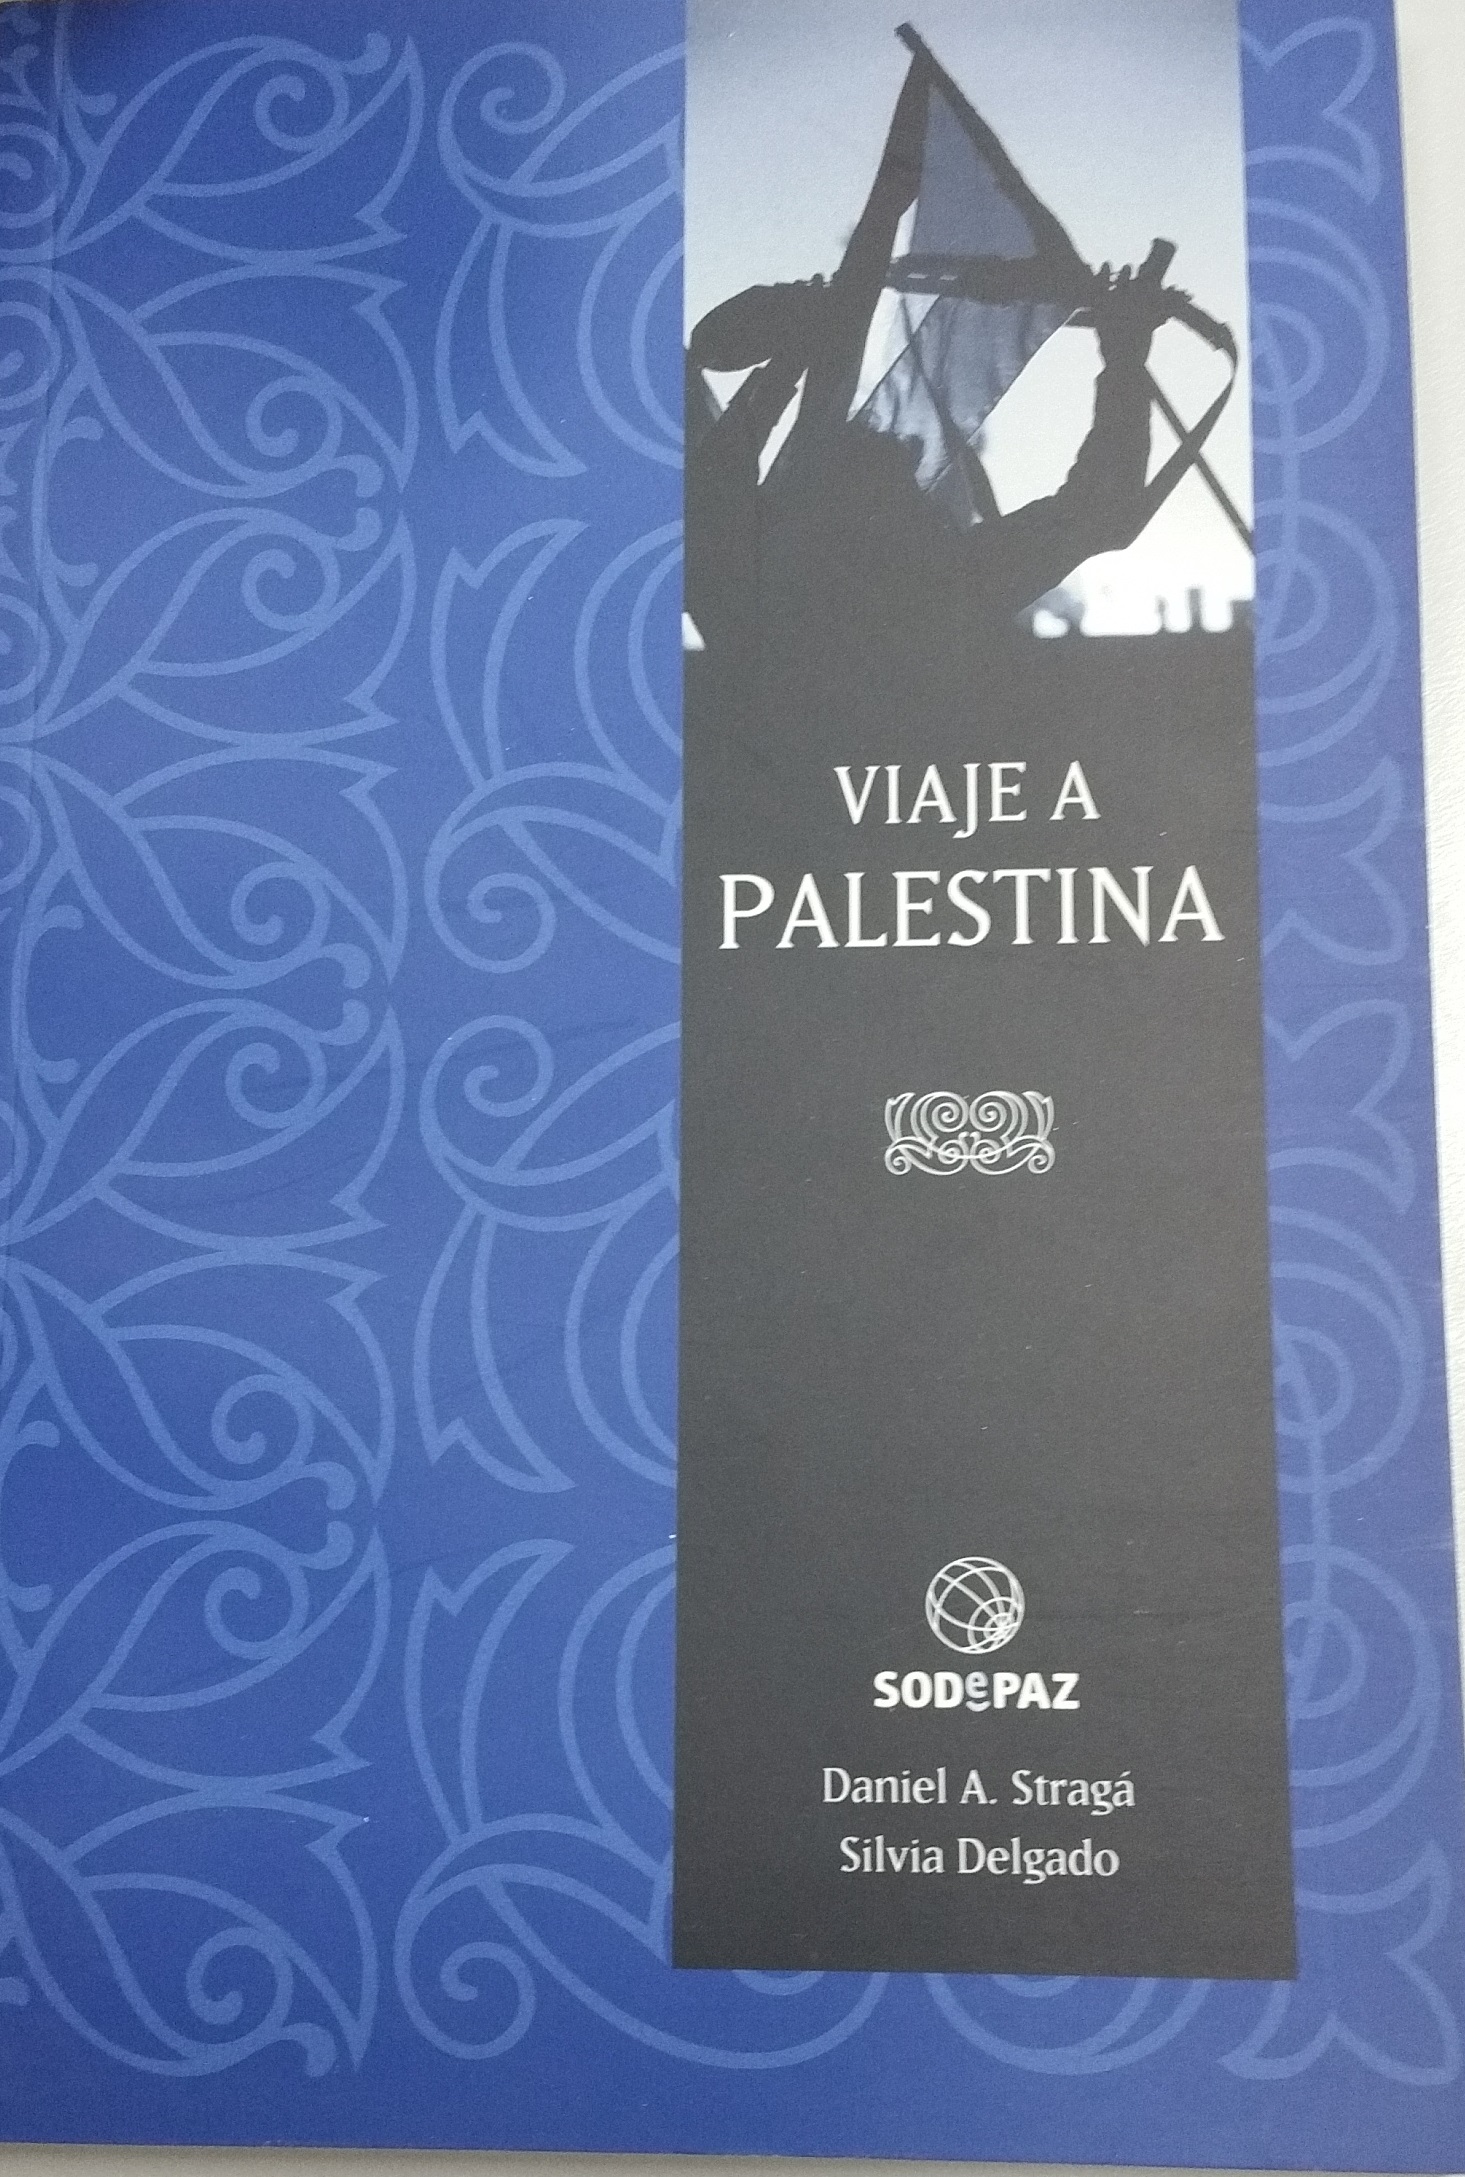 VIAJE A
PALESTINA
SODePAZ
Daniel A. Stragá
Silvia Delgado